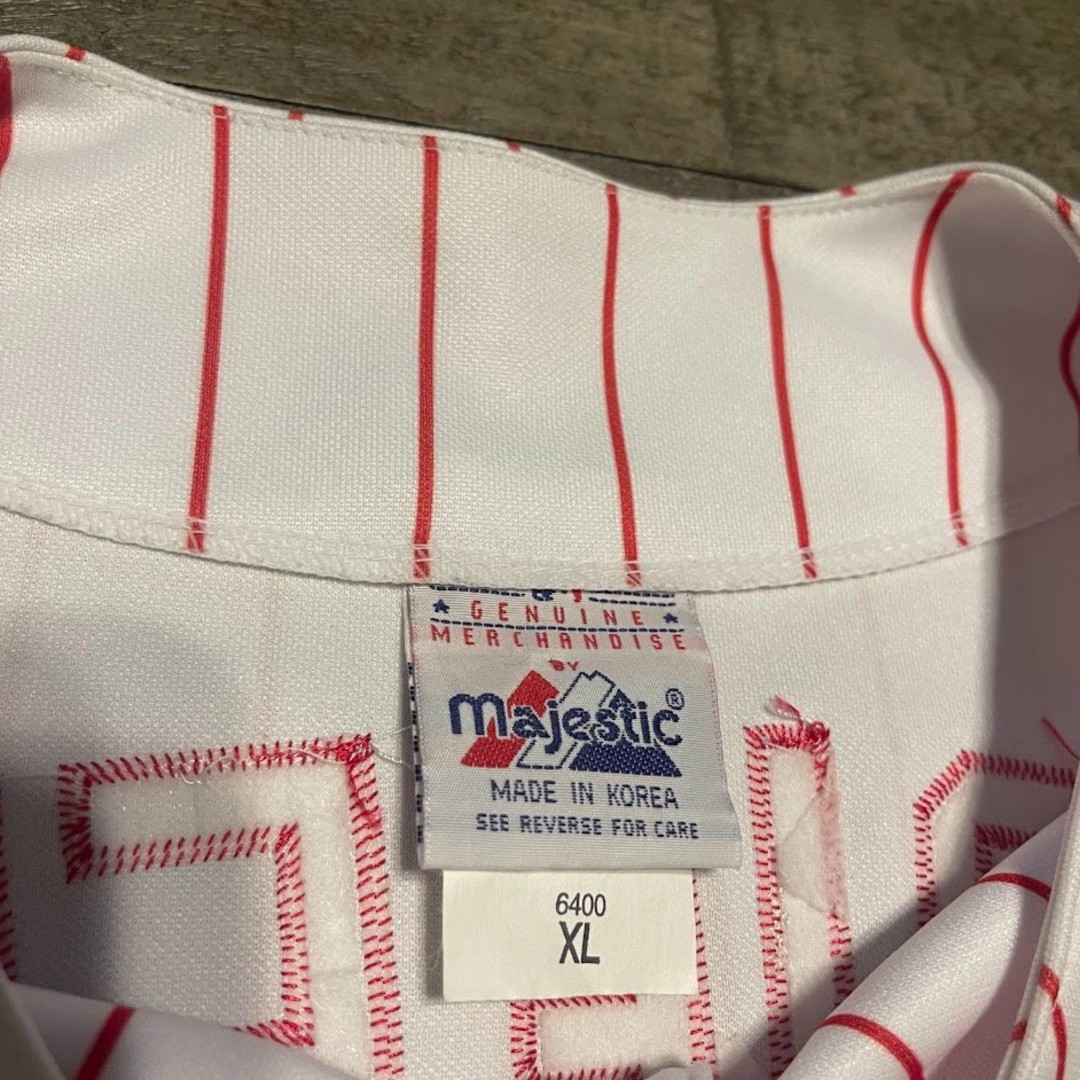 GENUINE
MERCHANDISE
BY
majestic®
MADE IN KOREA
SEE REVERSE FOR CARE
6400
XL